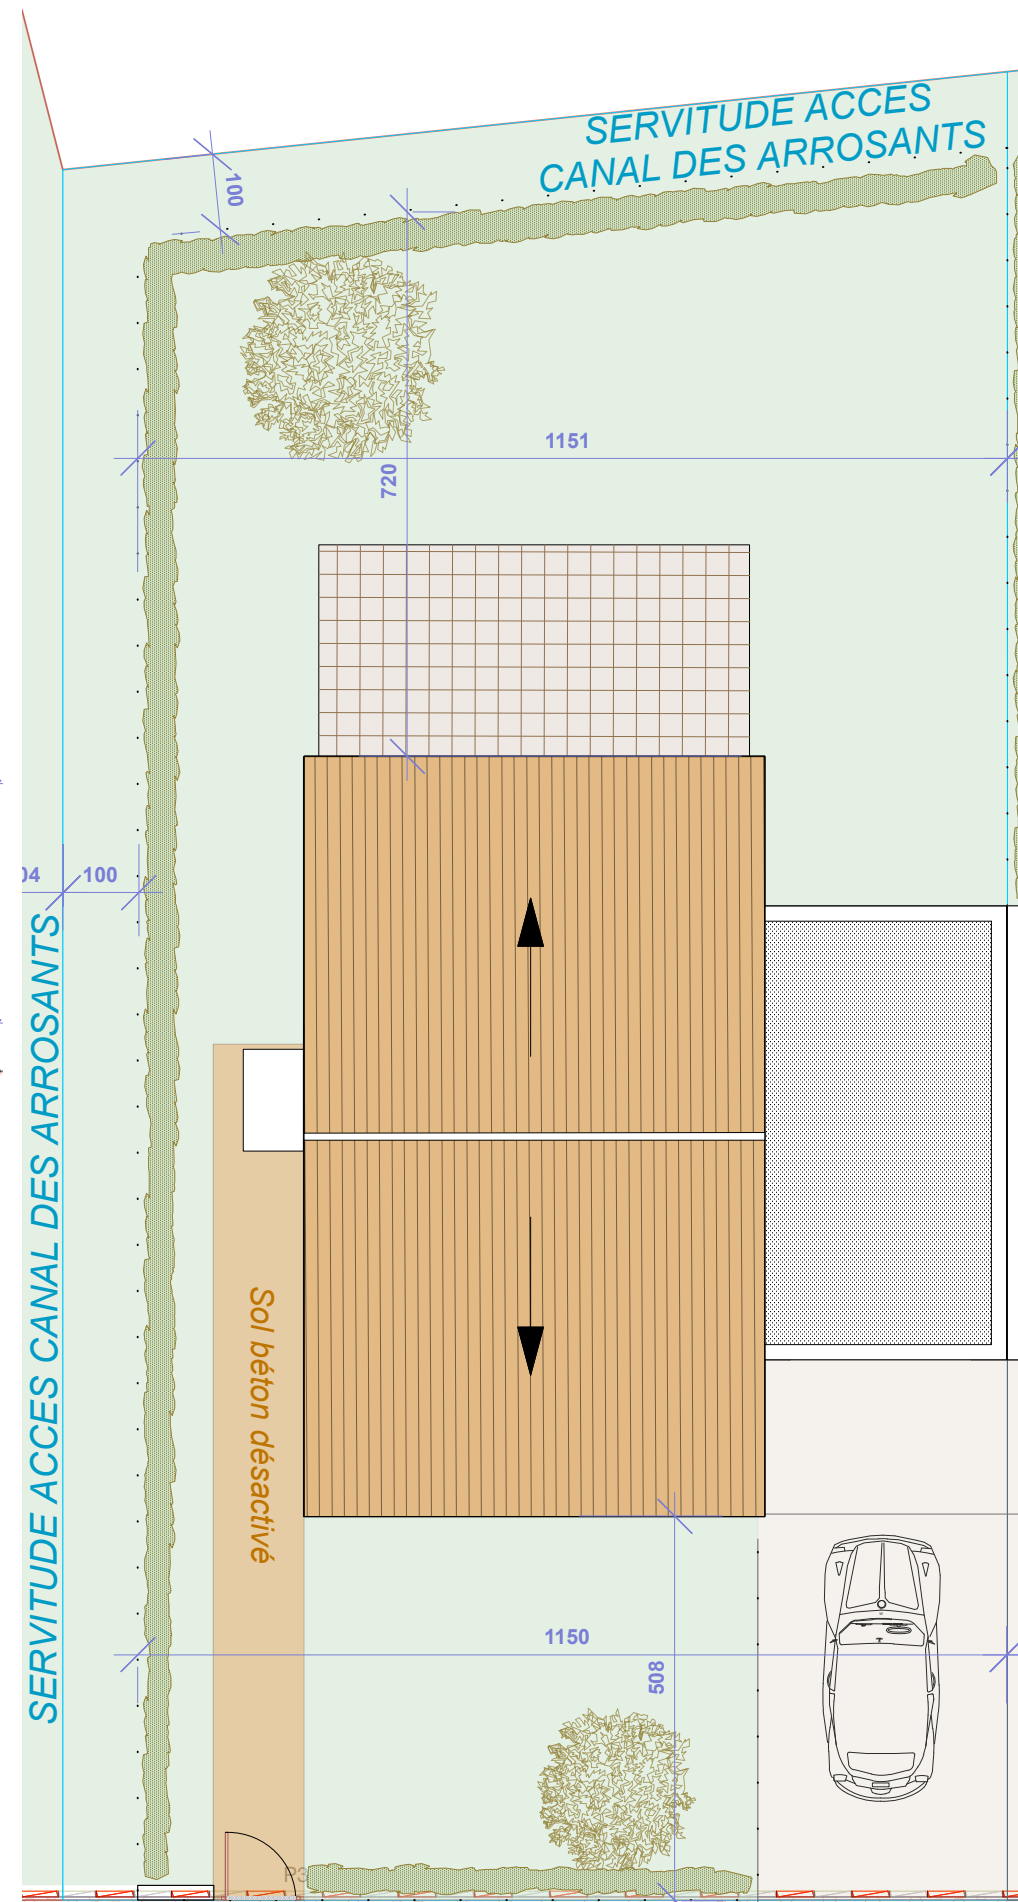 SERVITUDE ACCES
CANAL DES ARROSANTS
100
1151
720
04
100
SERVITUDE ACCES CANAL DES ARROSANTS
Sol béton désactivé
1150
508
P3